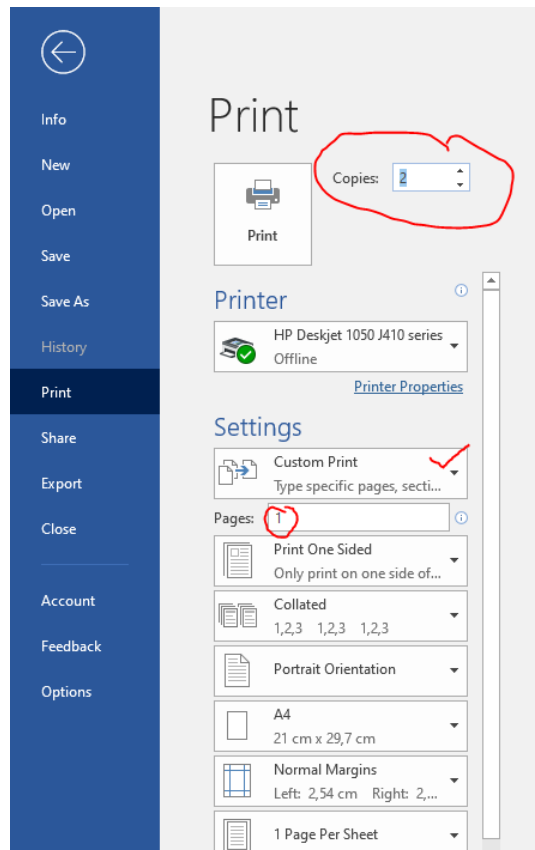 Print
Info
New
Open
Save
Save As
History
Print
Share
Export
Close
Account
Feedback
Options
Print
Copies: 2
Printer
HP Deskjet 1050 J410 series
Offline
Printer Properties
Settings
Custom Print
Type specific pages, secti...
Pages: 1
Print One Sided
Only print on one side of...
Collated
1,2,3 1,2,3 1,2,3
Portrait Orientation
A4
21 cm x 29,7 cm
Normal Margins
Left: 2,54 cm Right: 2,...
1 Page Per Sheet